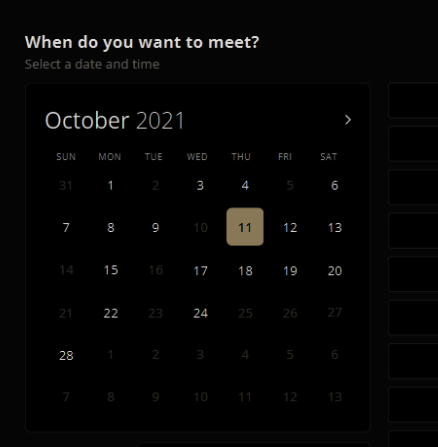 When do you want to meet?
Select a date and time
October 2021 >
SUN MON TUE WED THU FRI SAT
31 1 2 3 4 5 6
7 8 9 10 11 12 13
14 15 16 17 18 19 20
21 22 23 24 25 26 27
28 1 2 3 4 5 6
7 8 9 10 11 12 13